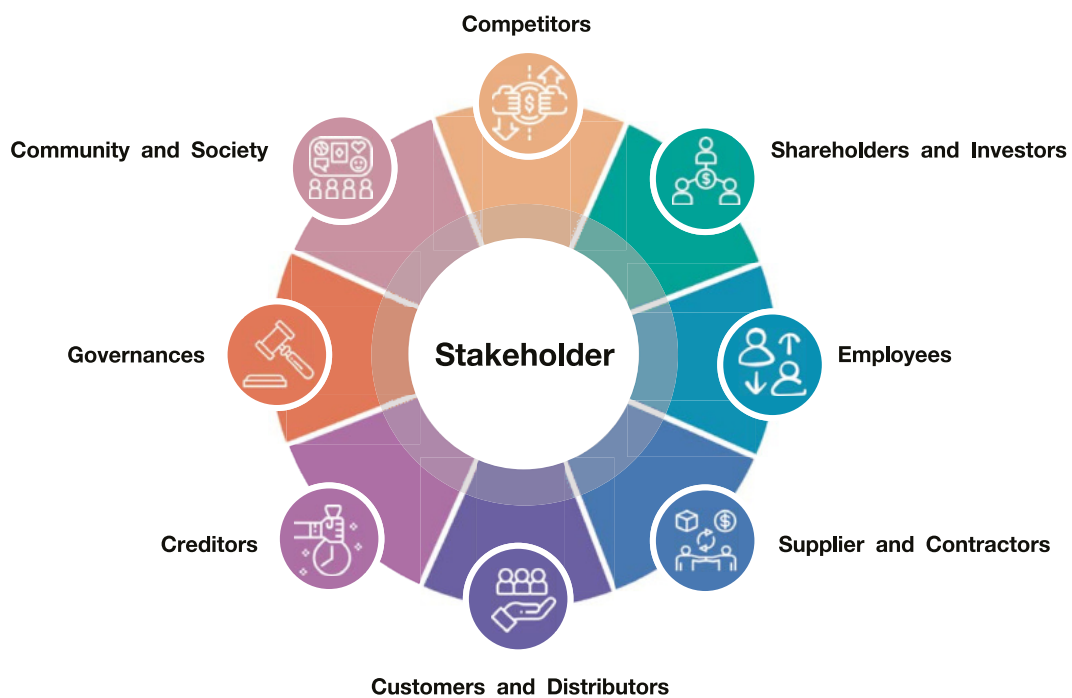 Competitors
Community and Society
Shareholders and Investors
Governances
Stakeholder
Employees
Creditors
Supplier and Contractors
Customers and Distributors
$
$
$